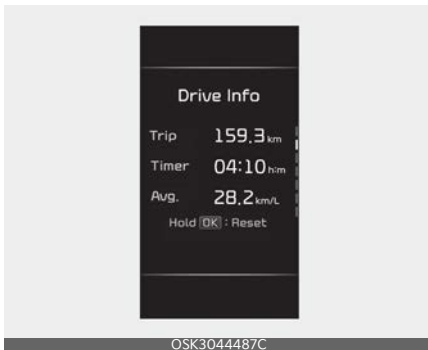 Drive Info
Trip 159.3 km
Timer 04:10 h:m
Avg. 28.2 km/L
Hold OK : Reset
OSK3044487C